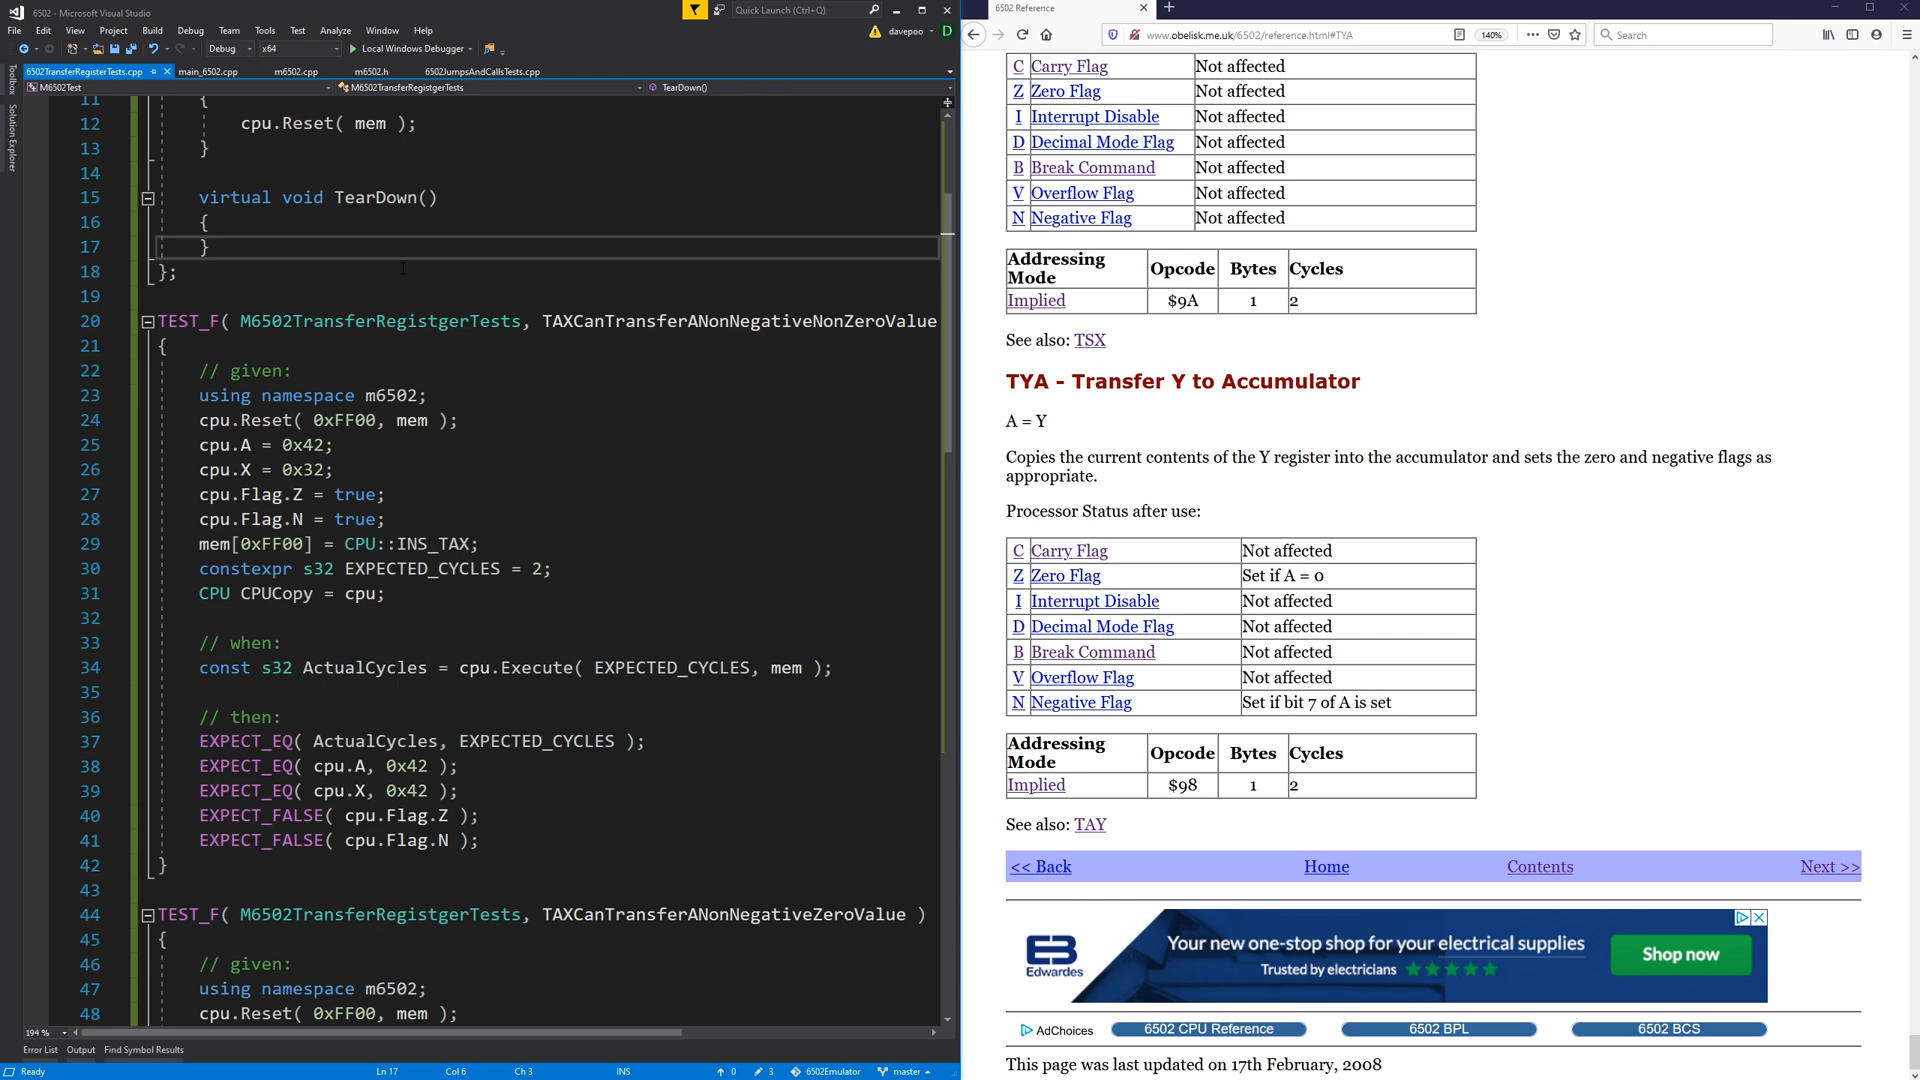 6502 - Microsoft Visual Studio
Quick Launch (Ctrl+Q)
File Edit View Project Build Debug Team Tools Test Analyze Window Help
davepoo D
Debug x64 Local Windows Debugger
6502TransferRegisterTests.cpp main_6502.cpp m6502.cpp m6502.h 6502JumpsAndCallsTests.cpp
M6502Test M6502TransferRegistgerTests TearDown()
Toolbox
Solution Explorer
11 {
12 cpu.Reset( mem );
13 }
14
15 virtual void TearDown()
16 {
17 }
18 };
19
20 TEST_F( M6502TransferRegistgerTests, TAXCanTransferANonNegativeNonZeroValue
21 {
22 // given:
23 using namespace m6502;
24 cpu.Reset( 0xFF00, mem );
25 cpu.A = 0x42;
26 cpu.X = 0x32;
27 cpu.Flag.Z = true;
28 cpu.Flag.N = true;
29 mem[0xFF00] = CPU::INS_TAX;
30 constexpr s32 EXPECTED_CYCLES = 2;
31 CPU CPUCopy = cpu;
32
33 // when:
34 const s32 ActualCycles = cpu.Execute( EXPECTED_CYCLES, mem );
35
36 // then:
37 EXPECT_EQ( ActualCycles, EXPECTED_CYCLES );
38 EXPECT_EQ( cpu.A, 0x42 );
39 EXPECT_EQ( cpu.X, 0x42 );
40 EXPECT_FALSE( cpu.Flag.Z );
41 EXPECT_FALSE( cpu.Flag.N );
42 }
43
44 TEST_F( M6502TransferRegistgerTests, TAXCanTransferANonNegativeZeroValue )
45 {
46 // given:
47 using namespace m6502;
48 cpu.Reset( 0xFF00, mem );
194 %
Error List Output Find Symbol Results
Ready Ln 17 Col 6 Ch 3 INS 0 3 6502Emulator master
6502 Reference
www.obelisk.me.uk/6502/reference.html#TYA 140% Search
C Carry Flag Not affected
Z Zero Flag Not affected
I Interrupt Disable Not affected
D Decimal Mode Flag Not affected
B Break Command Not affected
V Overflow Flag Not affected
N Negative Flag Not affected
Addressing Mode Opcode Bytes Cycles
Implied $9A 1 2
See also: TSX
TYA - Transfer Y to Accumulator
A = Y
Copies the current contents of the Y register into the accumulator and sets the zero and negative flags as
appropriate.
Processor Status after use:
C Carry Flag Not affected
Z Zero Flag Set if A = 0
I Interrupt Disable Not affected
D Decimal Mode Flag Not affected
B Break Command Not affected
V Overflow Flag Not affected
N Negative Flag Set if bit 7 of A is set
Addressing Mode Opcode Bytes Cycles
Implied $98 1 2
See also: TAY
<< Back Home Contents Next >>
Edwardes
Your new one-stop shop for your electrical supplies
Trusted by electricians
Shop now
AdChoices 6502 CPU Reference 6502 BPL 6502 BCS
This page was last updated on 17th February, 2008